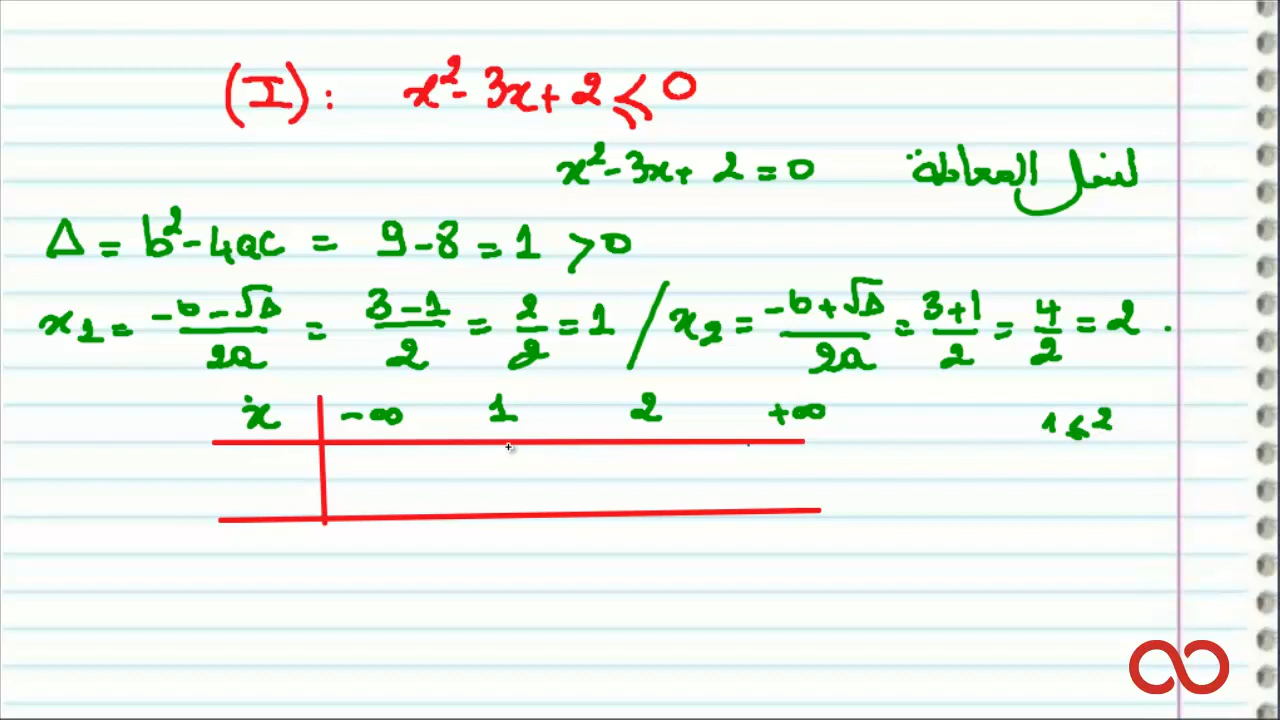 (I): x² - 3x + 2 ≤ 0
لنحل المعادلة x² - 3x + 2 = 0
Δ = b² - 4ac = 9 - 8 = 1 > 0
x₁ = (-b - √Δ)/2a = (3 - 1)/2 = 2/2 = 1 / x₂ = (-b + √Δ)/2a = (3 + 1)/2 = 4/2 = 2 .
x -∞ 1 2 +∞ 1 ≤ 2